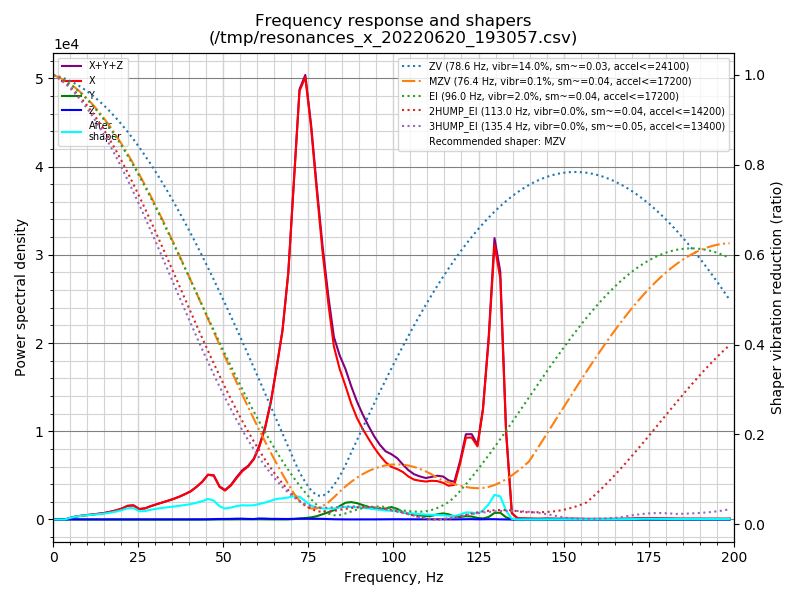 Frequency response and shapers
(/tmp/resonances_x_20220620_193057.csv)
1e4
X+Y+Z
X
Y
Z
After
shaper
ZV (78.6 Hz, vibr=14.0%, sm~=0.03, accel<=24100)
MZV (76.4 Hz, vibr=0.1%, sm~=0.04, accel<=17200)
EI (96.0 Hz, vibr=2.0%, sm~=0.04, accel<=17200)
2HUMP_EI (113.0 Hz, vibr=0.0%, sm~=0.04, accel<=14200)
3HUMP_EI (135.4 Hz, vibr=0.0%, sm~=0.05, accel<=13400)
Recommended shaper: MZV
Power spectral density
5
4
3
2
1
0
1.0
0.8
0.6
0.4
0.2
0.0
Shaper vibration reduction (ratio)
0 25 50 75 100 125 150 175 200
Frequency, Hz